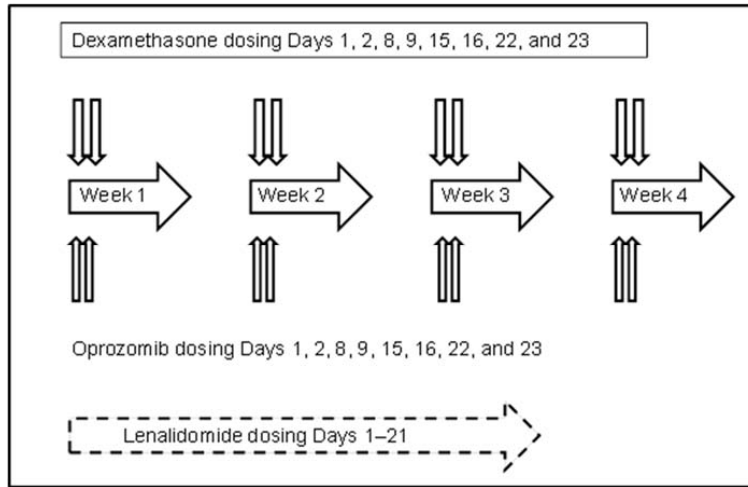 Dexamethasone dosing Days 1, 2, 8, 9, 15, 16, 22, and 23
Week 1
Week 2
Week 3
Week 4
Oprozomib dosing Days 1, 2, 8, 9, 15, 16, 22, and 23
Lenalidomide dosing Days 1–21